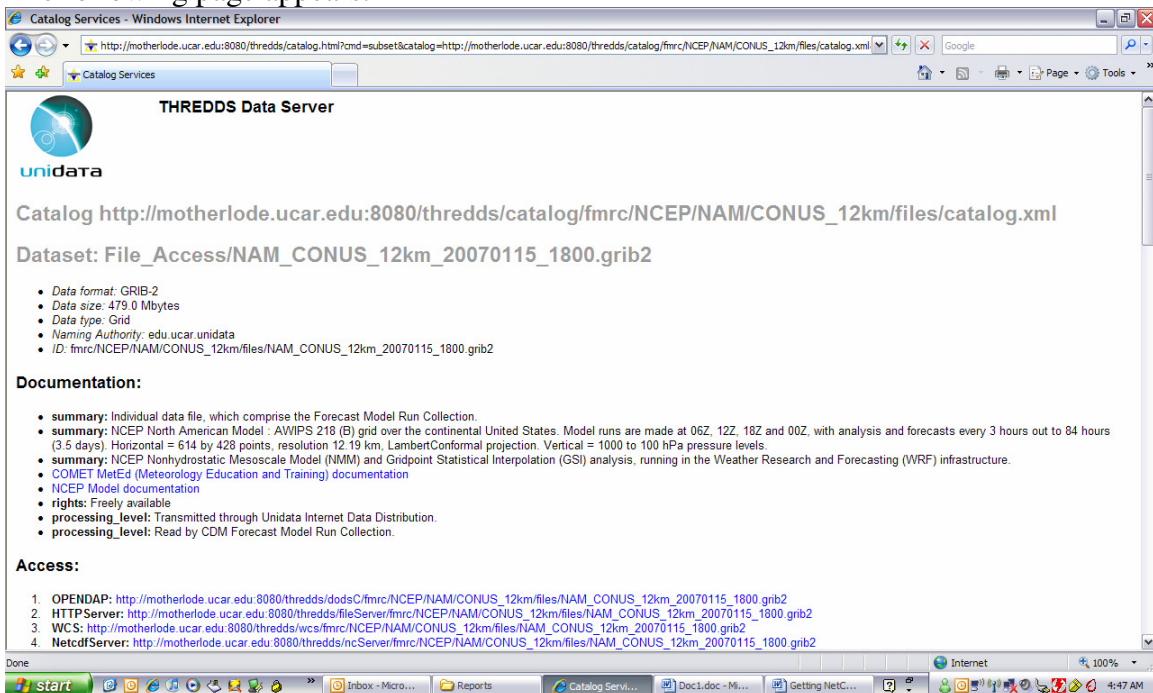 Catalog Services - Windows Internet Explorer
http://motherlode.ucar.edu:8080/thredds/catalog.html?cmd=subset&catalog=http://motherlode.ucar.edu:8080/thredds/catalog/fmrc/NCEP/NAM/CONUS_12km/files/catalog.xml
Google
Catalog Services
Page
Tools
THREDDS Data Server
unidata
Catalog http://motherlode.ucar.edu:8080/thredds/catalog/fmrc/NCEP/NAM/CONUS_12km/files/catalog.xml
Dataset: File_Access/NAM_CONUS_12km_20070115_1800.grib2
• Data format: GRIB-2
• Data size: 479.0 Mbytes
• Data type: Grid
• Naming Authority: edu.ucar.unidata
• ID: fmrc/NCEP/NAM/CONUS_12km/files/NAM_CONUS_12km_20070115_1800.grib2
Documentation:
• summary: Individual data file, which comprise the Forecast Model Run Collection.
• summary: NCEP North American Model : AWIPS 218 (B) grid over the continental United States. Model runs are made at 06Z, 12Z, 18Z and 00Z, with analysis and forecasts every 3 hours out to 84 hours
(3.5 days). Horizontal = 614 by 428 points, resolution 12.19 km, LambertConformal projection. Vertical = 1000 to 100 hPa pressure levels.
• summary: NCEP Nonhydrostatic Mesoscale Model (NMM) and Gridpoint Statistical Interpolation (GSI) analysis, running in the Weather Research and Forecasting (WRF) infrastructure.
• COMET MetEd (Meteorology Education and Training) documentation
• NCEP Model documentation
• rights: Freely available
• processing_level: Transmitted through Unidata Internet Data Distribution.
• processing_level: Read by CDM Forecast Model Run Collection.
Access:
1. OPENDAP: http://motherlode.ucar.edu:8080/thredds/dodsC/fmrc/NCEP/NAM/CONUS_12km/files/NAM_CONUS_12km_20070115_1800.grib2
2. HTTPServer: http://motherlode.ucar.edu:8080/thredds/fileServer/fmrc/NCEP/NAM/CONUS_12km/files/NAM_CONUS_12km_20070115_1800.grib2
3. WCS: http://motherlode.ucar.edu:8080/thredds/wcs/fmrc/NCEP/NAM/CONUS_12km/files/NAM_CONUS_12km_20070115_1800.grib2
4. NetcdfServer: http://motherlode.ucar.edu:8080/thredds/ncServer/fmrc/NCEP/NAM/CONUS_12km/files/NAM_CONUS_12km_20070115_1800.grib2
Done
Internet
100%
start
Inbox - Micro...
Reports
Catalog Servi...
Doc1.doc - Mi...
Getting NetC...
4:47 AM